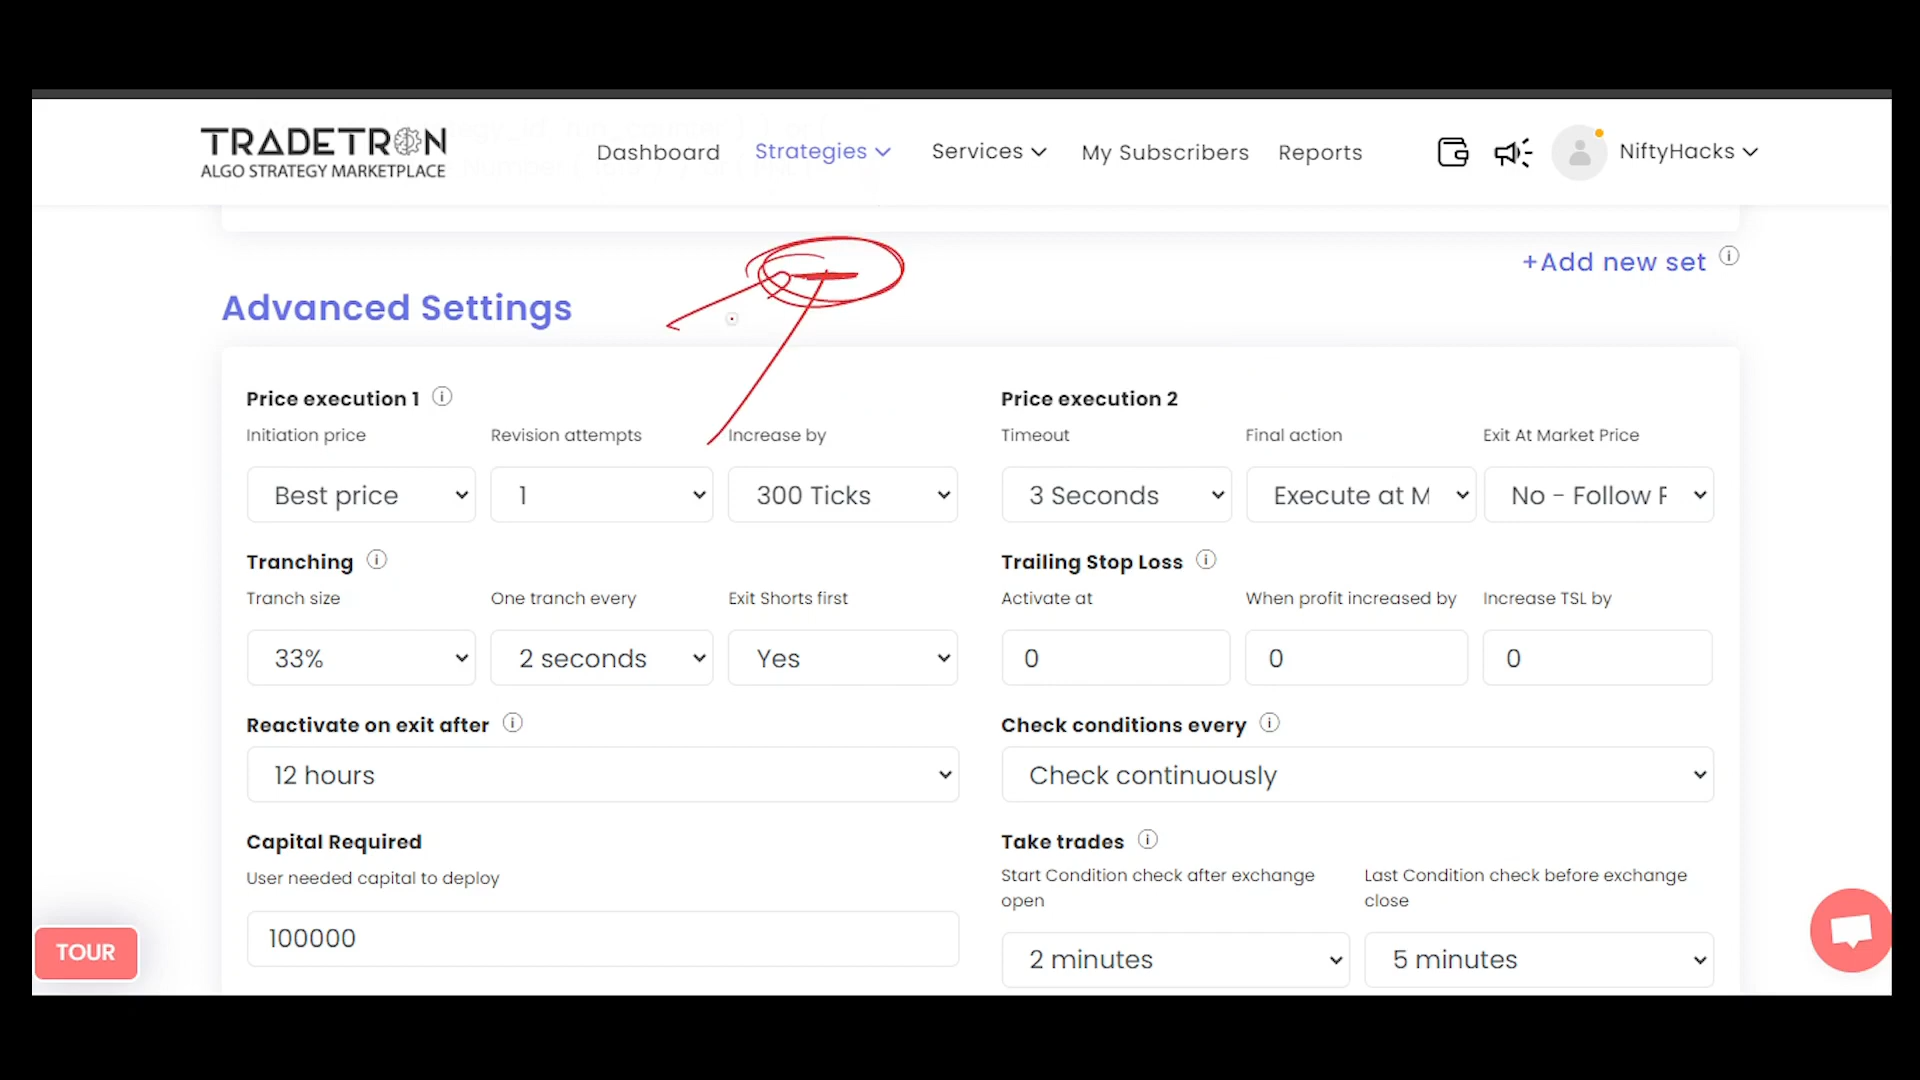 TRADETRON
ALGO STRATEGY MARKETPLACE
Dashboard
Strategies
Services
My Subscribers
Reports
NiftyHacks
+Add new set
Advanced Settings
Price execution 1
Initiation price
Revision attempts
Increase by
Best price
1
300 Ticks
Price execution 2
Timeout
Final action
Exit At Market Price
3 Seconds
Execute at M
No - Follow F
Tranching
Tranch size
One tranch every
Exit Shorts first
33%
2 seconds
Yes
Trailing Stop Loss
Activate at
When profit increased by
Increase TSL by
0
0
0
Reactivate on exit after
12 hours
Check conditions every
Check continuously
Capital Required
User needed capital to deploy
100000
Take trades
Start Condition check after exchange
open
2 minutes
Last Condition check before exchange
close
5 minutes
TOUR